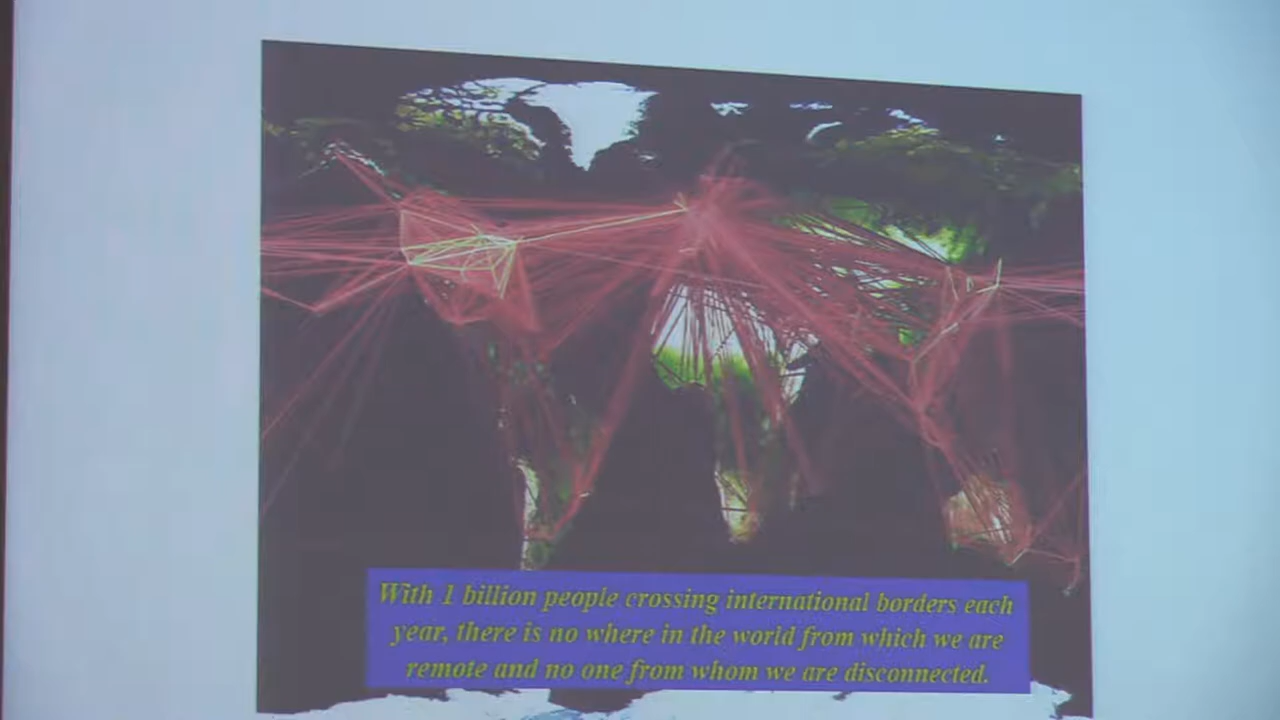 With 1 billion people crossing international borders each
year, there is no where in the world from which we are
remote and no one from whom we are disconnected.